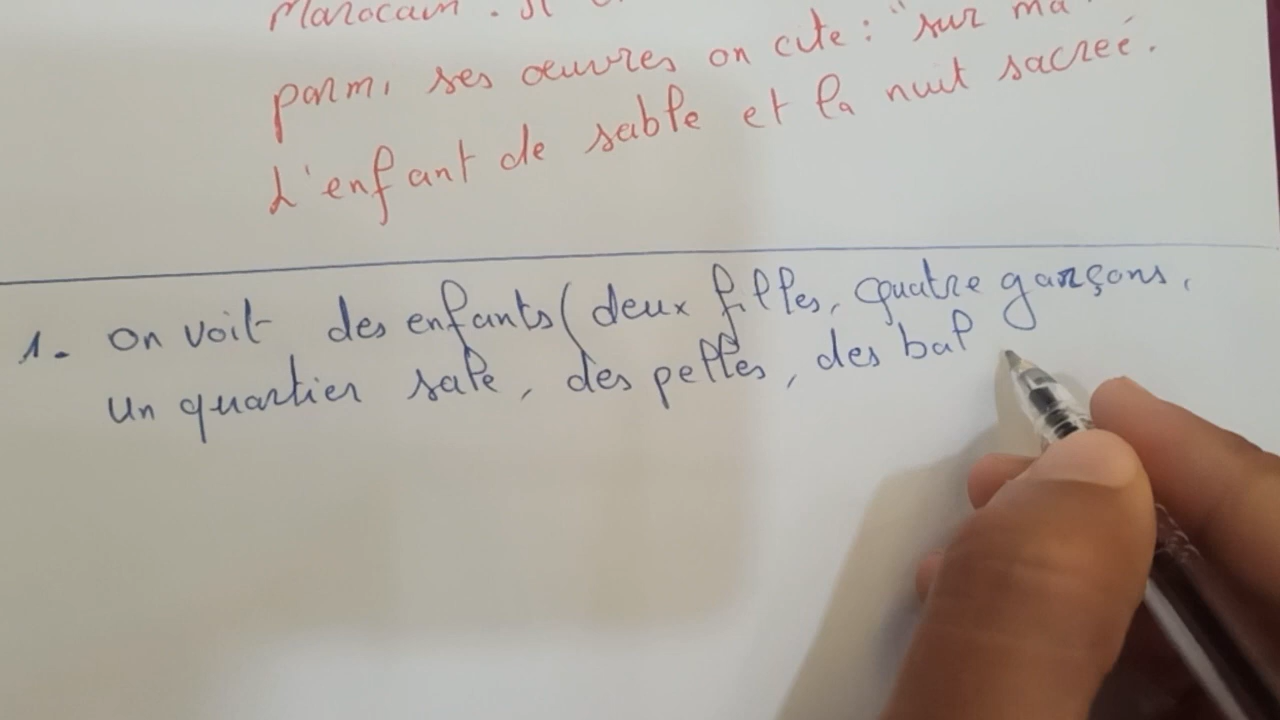 Marocain. Il
parmi ses œuvres on cite : "sur ma
L'enfant de sable et la nuit sacrée.
1. On voit des enfants (deux filles, quatre garçons,
un quartier sale, des pelles, des bal